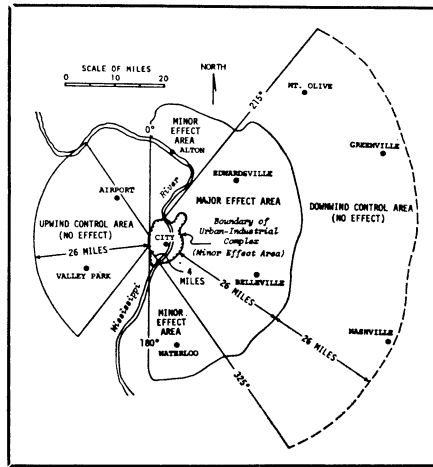 SCALE OF MILES
0 10 20
NORTH
MINOR
EFFECT
AREA
0°
ALTON
215°
MT. OLIVE
GREENVILLE
River
EDWARDSVILLE
AIRPORT
MAJOR EFFECT AREA
DOWNWIND CONTROL AREA
(NO EFFECT)
UPWIND CONTROL AREA
(NO EFFECT)
Boundary of
Urban-Industrial
Complex
(Minor Effect Area)
CITY
26 MILES
VALLEY PARK
4
MILES
BELLEVILLE
26 MILES
Mississippi
MINOR
EFFECT
AREA
180°
WATERLOO
325°
26 MILES
NASHVILLE